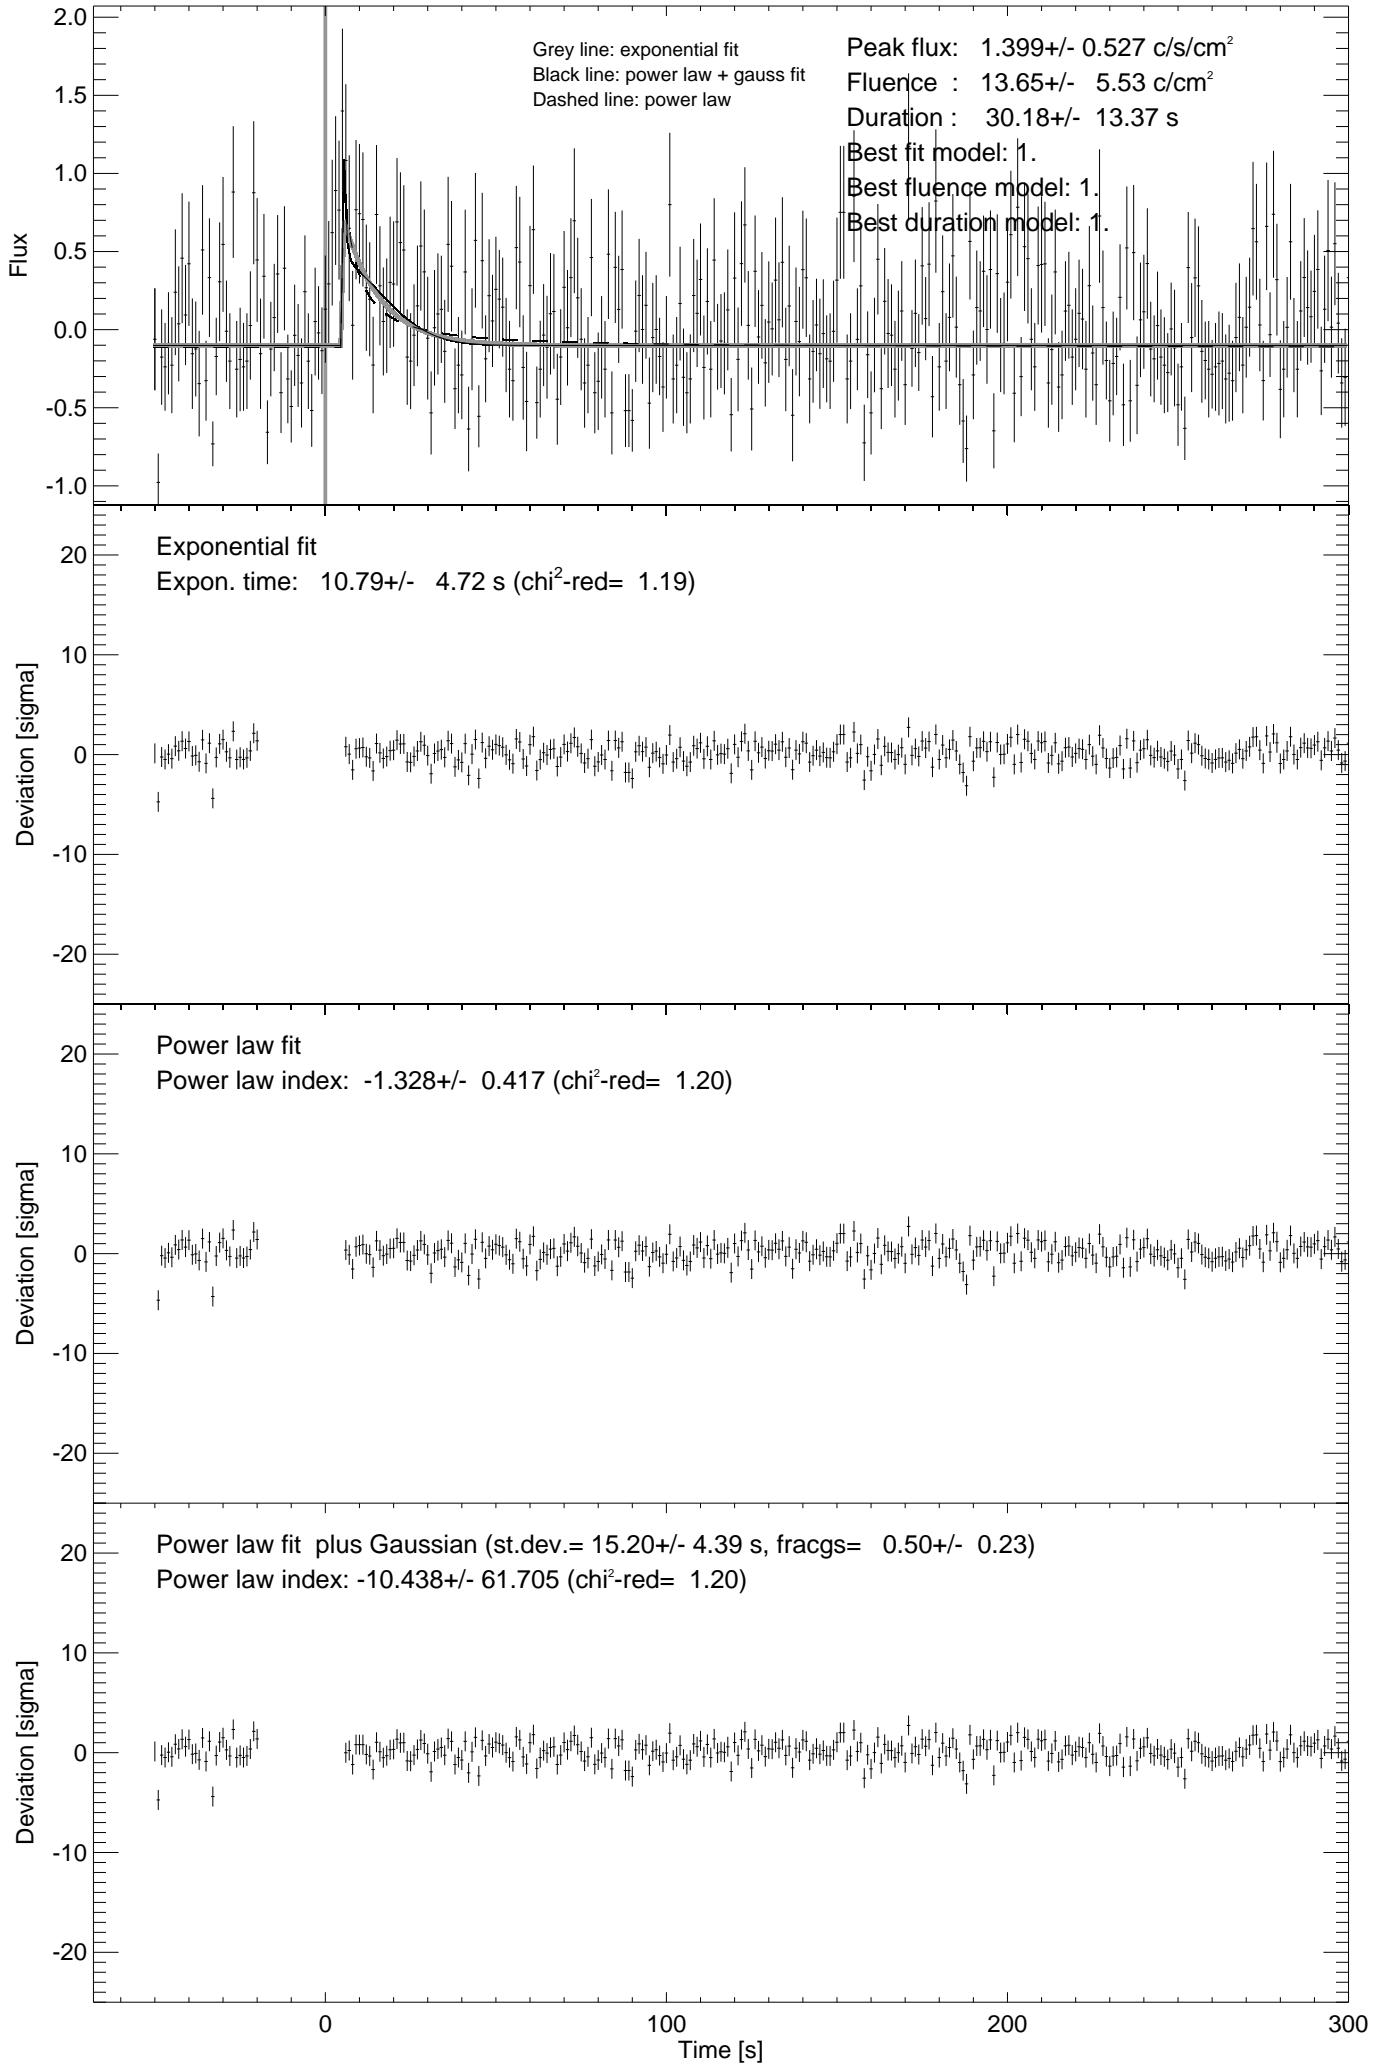 2.0
1.5
1.0
0.5
0.0
-0.5
-1.0
Flux
Grey line: exponential fit
Black line: power law + gauss fit
Dashed line: power law
Peak flux: 1.399+/- 0.527 c/s/cm²
Fluence : 13.65+/- 5.53 c/cm²
Duration : 30.18+/- 13.37 s
Best fit model: 1.
Best fluence model: 1.
Best duration model: 1.
20
10
0
-10
-20
Deviation [sigma]
Exponential fit
Expon. time: 10.79+/- 4.72 s (chi²-red= 1.19)
20
10
0
-10
-20
Deviation [sigma]
Power law fit
Power law index: -1.328+/- 0.417 (chi²-red= 1.20)
20
10
0
-10
-20
Deviation [sigma]
Power law fit plus Gaussian (st.dev.= 15.20+/- 4.39 s, fracgs= 0.50+/- 0.23)
Power law index: -10.438+/- 61.705 (chi²-red= 1.20)
0 100 200 300
Time [s]